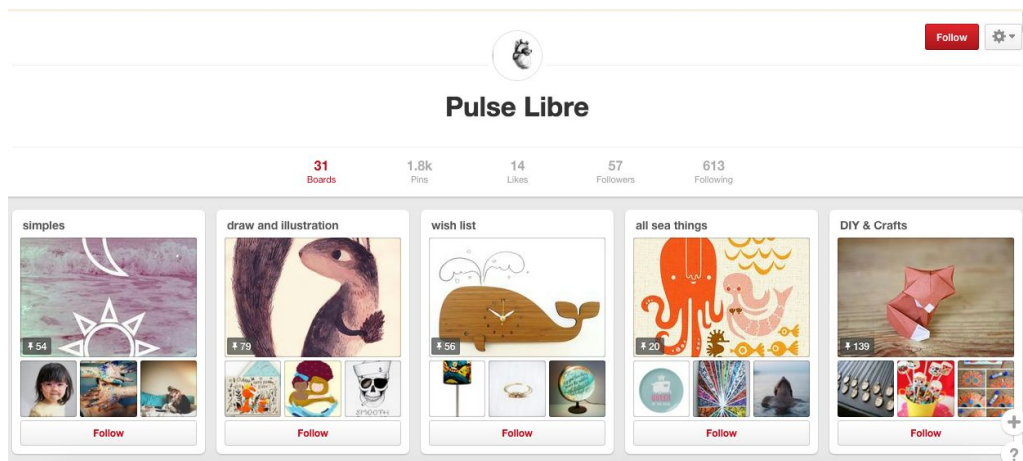 Follow
Pulse Libre
31
1.8k
14
57
613
Boards
Pins
Likes
Followers
Following
simples
draw and illustration
wish list
all sea things
DIY & Crafts
54
79
56
20
139
SMOOTH
Follow
Follow
Follow
Follow
Follow
?